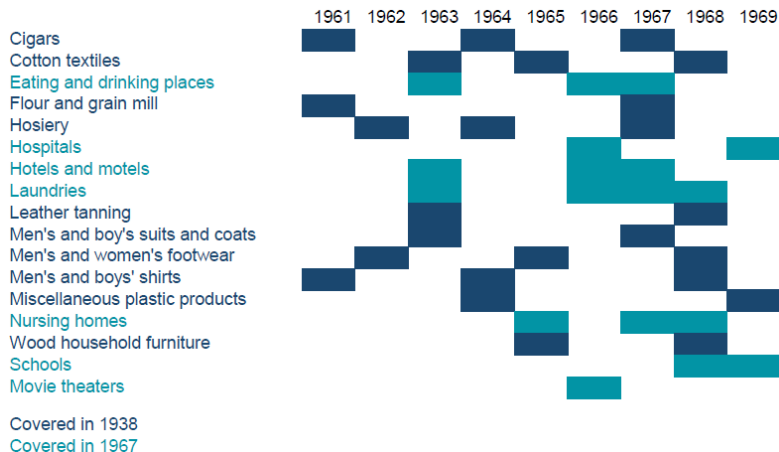 1961 1962 1963 1964 1965 1966 1967 1968 1969
Cigars
Cotton textiles
Eating and drinking places
Flour and grain mill
Hosiery
Hospitals
Hotels and motels
Laundries
Leather tanning
Men's and boy's suits and coats
Men's and women's footwear
Men's and boys' shirts
Miscellaneous plastic products
Nursing homes
Wood household furniture
Schools
Movie theaters
Covered in 1938
Covered in 1967